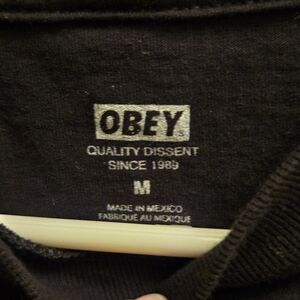 OBEY
QUALITY DISSENT
SINCE 1989
M
MADE IN MEXICO
FABRIQUÉ AU MEXIQUE